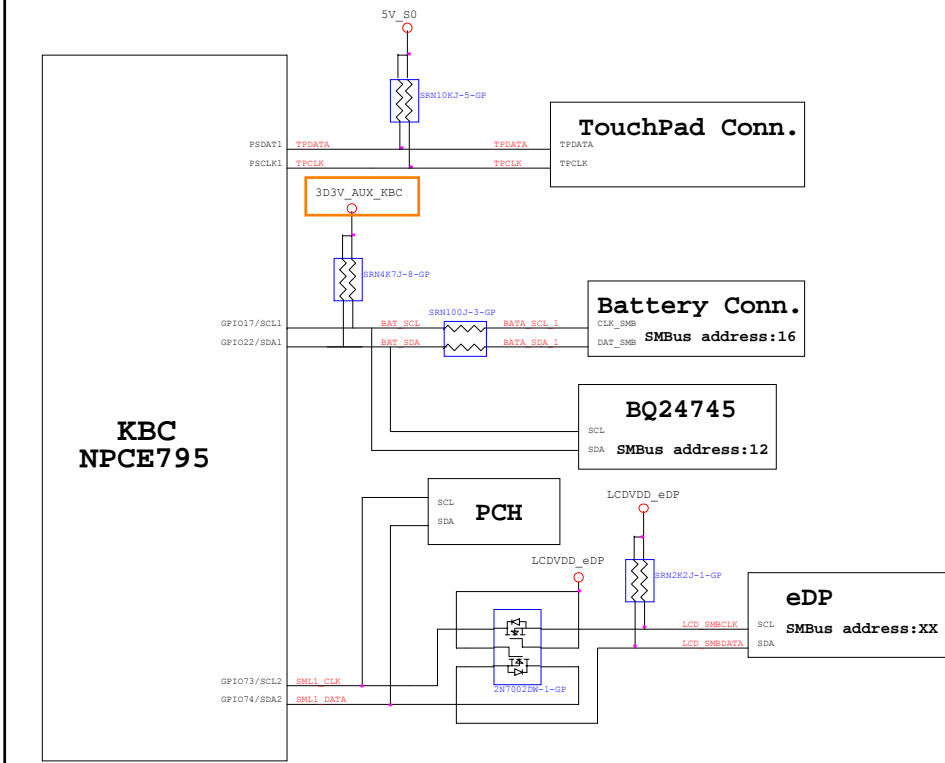 5V_S0
SRN10KJ-5-GP
TouchPad Conn.
PSDAT1 TPDATA TPDATA TPDATA
PSCLK1 TPCLK TPCLK TPCLK
3D3V_AUX_KBC
SRN4K7J-8-GP
SRN100J-3-GP
Battery Conn.
GPIO17/SCL1 BAT_SCL BATA_SCL_1 CLK_SMB
SMBus address:16
GPIO22/SDA1 BAT_SDA BATA_SDA_1 DAT_SMB
BQ24745
SCL
SDA SMBus address:12
KBC
NPCE795
SCL
SDA
PCH
LCDVDD_eDP
LCDVDD_eDP
SRN2K2J-1-GP
eDP
LCD_SMBCLK SCL
SMBus address:XX
LCD_SMBDATA SDA
GPIO73/SCL2 SML1_CLK
2N7002DW-1-GP
GPIO74/SDA2 SML1_DATA